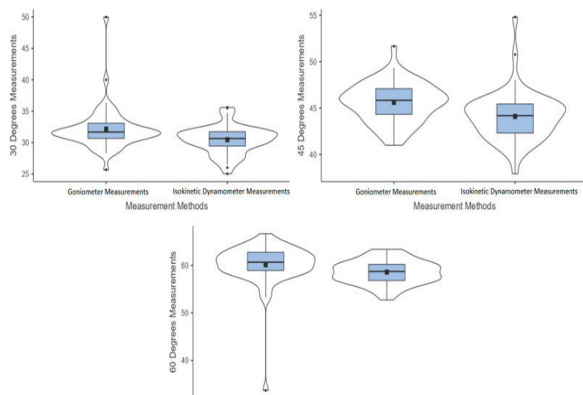 30 Degrees Measurements
50
45
40
35
30
25
Goniometer Measurements
Isokinetic Dynamometer Measurements
Measurement Methods
45 Degrees Measurements
55
50
45
40
Goniometer Measurements
Isokinetic Dynamometer Measurements
Measurement Methods
60 Degrees Measurements
60
50
40